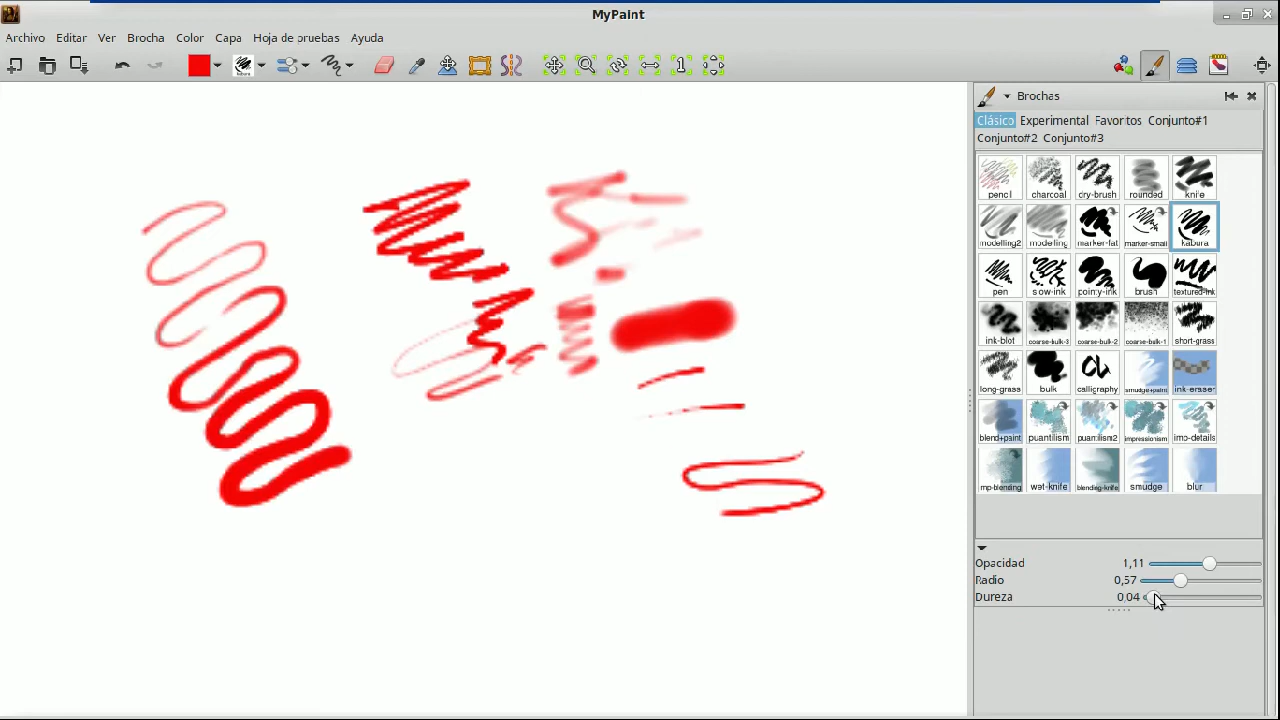 MyPaint
Archivo Editar Ver Brocha Color Capa Hoja de pruebas Ayuda
Brochas
Clásico Experimental Favoritos Conjunto#1
Conjunto#2 Conjunto#3
pencil charcoal dry-brush rounded knife
modelling2 modelling marker-fat marker-small kabura
pen slow-ink pointy-ink brush textured-ink
ink-blot coarse-bulk-3 coarse-bulk-2 coarse-bulk-1 short-grass
long-grass bulk calligraphy smudge+paint ink-eraser
blend+paint puantilism puantilism2 impressionism imp-details
wet-knife blending-knife smudge blur
Opacidad 1,11
Radio 0,57
Dureza 0,04